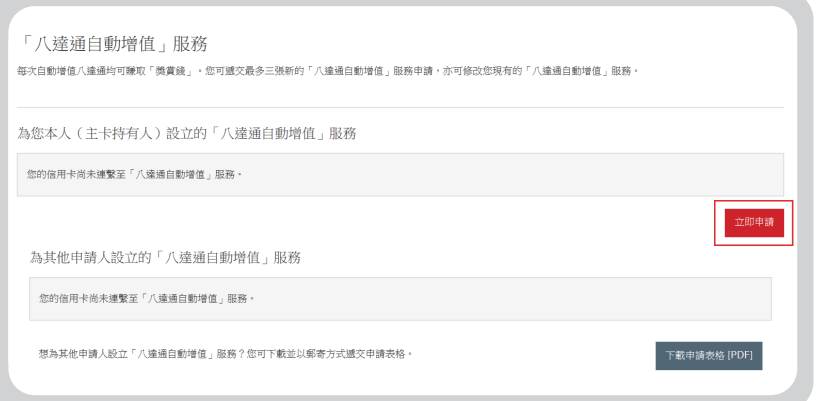 「八達通自動增值」服務
每次自動增值八達通均可賺取「獎賞錢」。您可遞交最多三張新的「八達通自動增值」服務申請，亦可修改您現有的「八達通自動增值」服務。
為您本人（主卡持有人）設立的「八達通自動增值」服務
您的信用卡尚未連繫至「八達通自動增值」服務。
立即申請
為其他申請人設立的「八達通自動增值」服務
您的信用卡尚未連繫至「八達通自動增值」服務。
想為其他申請人設立「八達通自動增值」服務？您可下載並以郵寄方式遞交申請表格。
下載申請表格 [PDF]